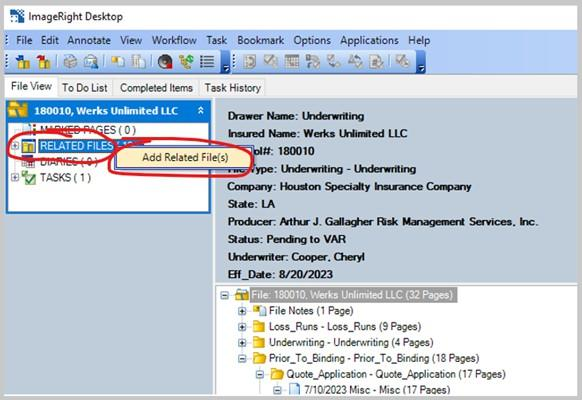 ImageRight Desktop
File Edit Annotate View Workflow Task Bookmark Options Applications Help
File View To Do List Completed Items Task History
180010, Werks Unlimited LLC
MARKED PAGES ( 0 )
RELATED FILES
Add Related File(s)
DIARIES ( 0 )
TASKS ( 1 )
Drawer Name: Underwriting
Insured Name: Werks Unlimited LLC
ol#: 180010
Type: Underwriting - Underwriting
Company: Houston Specialty Insurance Company
State: LA
Producer: Arthur J. Gallagher Risk Management Services, Inc.
Status: Pending to VAR
Underwriter: Cooper, Cheryl
Eff_Date: 8/20/2023
File: 180010, Werks Unlimited LLC (32 Pages)
File Notes (1 Page)
Loss_Runs - Loss_Runs (9 Pages)
Underwriting - Underwriting (4 Pages)
Prior_To_Binding - Prior_To_Binding (18 Pages)
Quote_Application - Quote_Application (17 Pages)
7/10/2023 Misc - Misc (17 Pages)